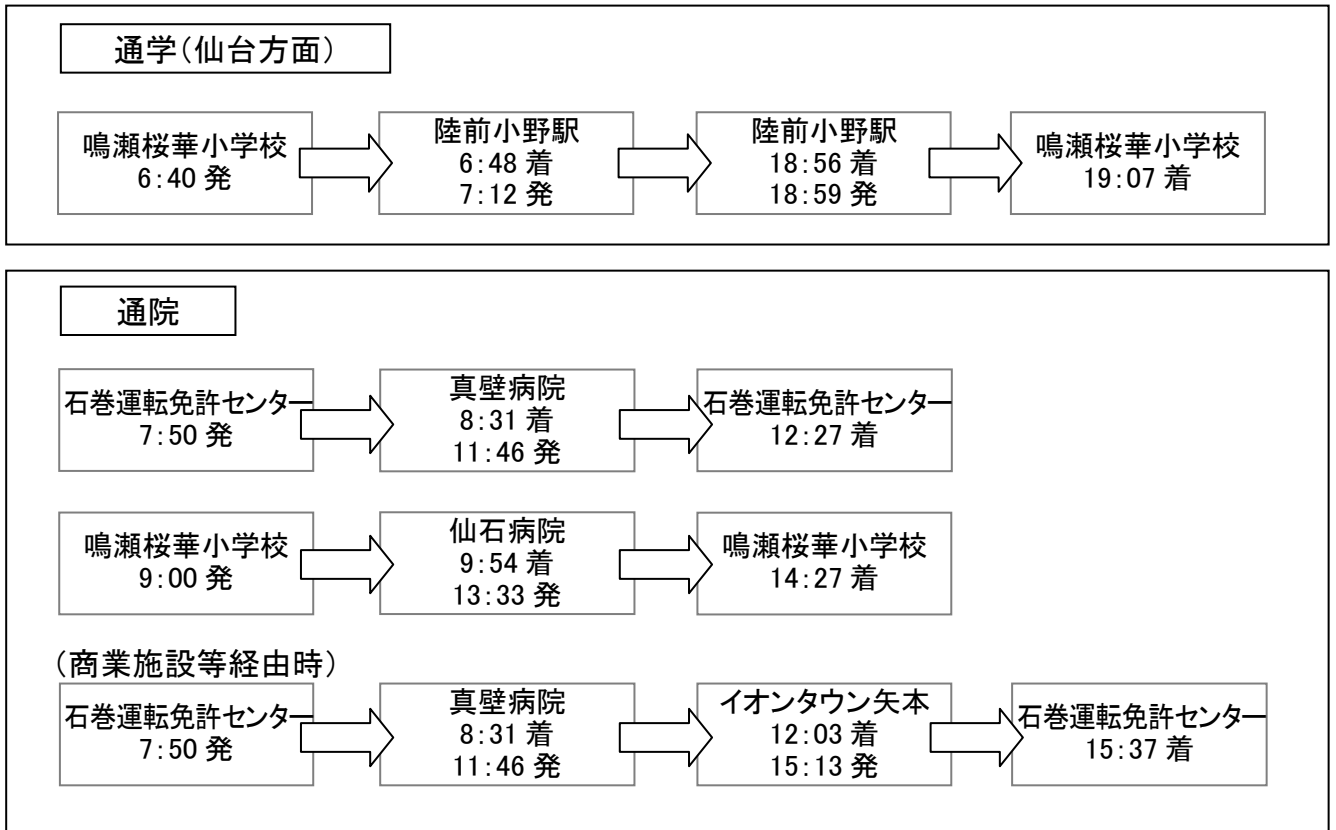 通学(仙台方面)
鳴瀬桜華小学校
6:40 発
陸前小野駅
6:48 着
7:12 発
陸前小野駅
18:56 着
18:59 発
鳴瀬桜華小学校
19:07 着
通院
石巻運転免許センター
7:50 発
真壁病院
8:31 着
11:46 発
石巻運転免許センター
12:27 着
鳴瀬桜華小学校
9:00 発
仙石病院
9:54 着
13:33 発
鳴瀬桜華小学校
14:27 着
(商業施設等経由時)
石巻運転免許センター
7:50 発
真壁病院
8:31 着
11:46 発
イオンタウン矢本
12:03 着
15:13 発
石巻運転免許センター
15:37 着